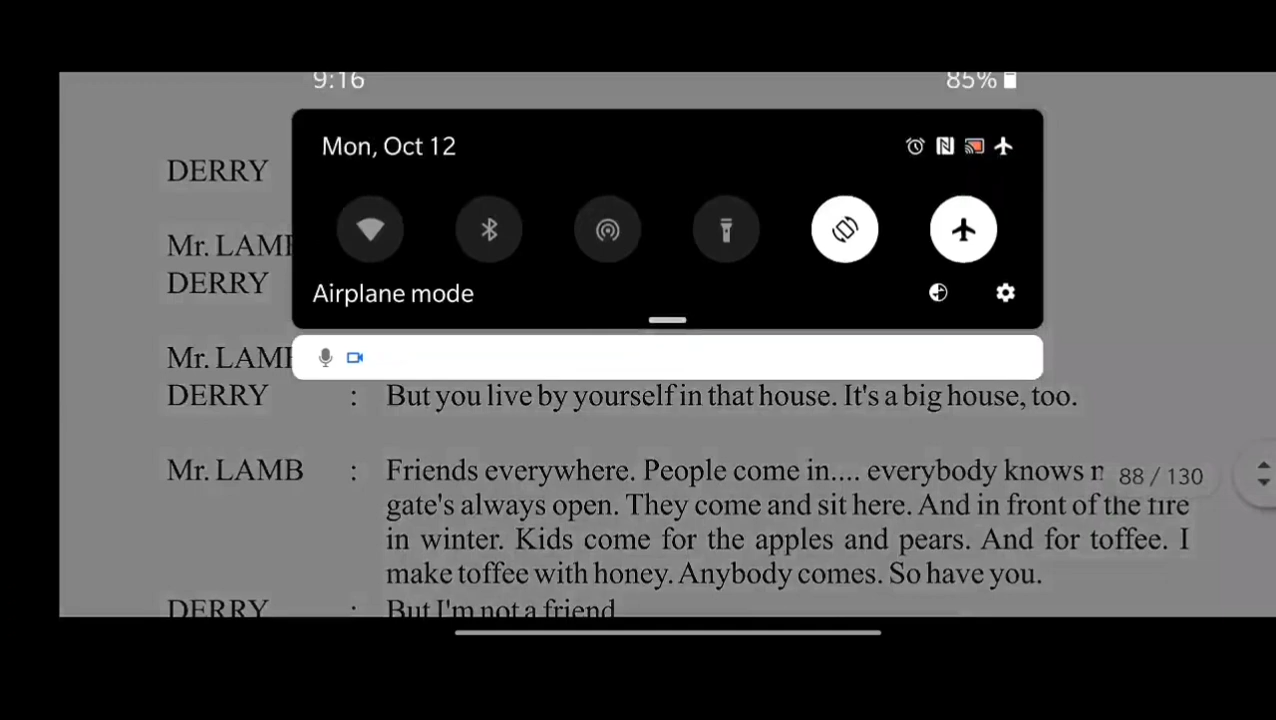 9:16 85%
Mon, Oct 12
DERRY
Mr. LAMB
DERRY
Airplane mode
Mr. LAMB
DERRY : But you live by yourself in that house. It's a big house, too.
Mr. LAMB : Friends everywhere. People come in.... everybody knows
88 / 130
gate's always open. They come and sit here. And in front of the fire
in winter. Kids come for the apples and pears. And for toffee. I
make toffee with honey. Anybody comes. So have you.
DERRY : But I'm not a friend